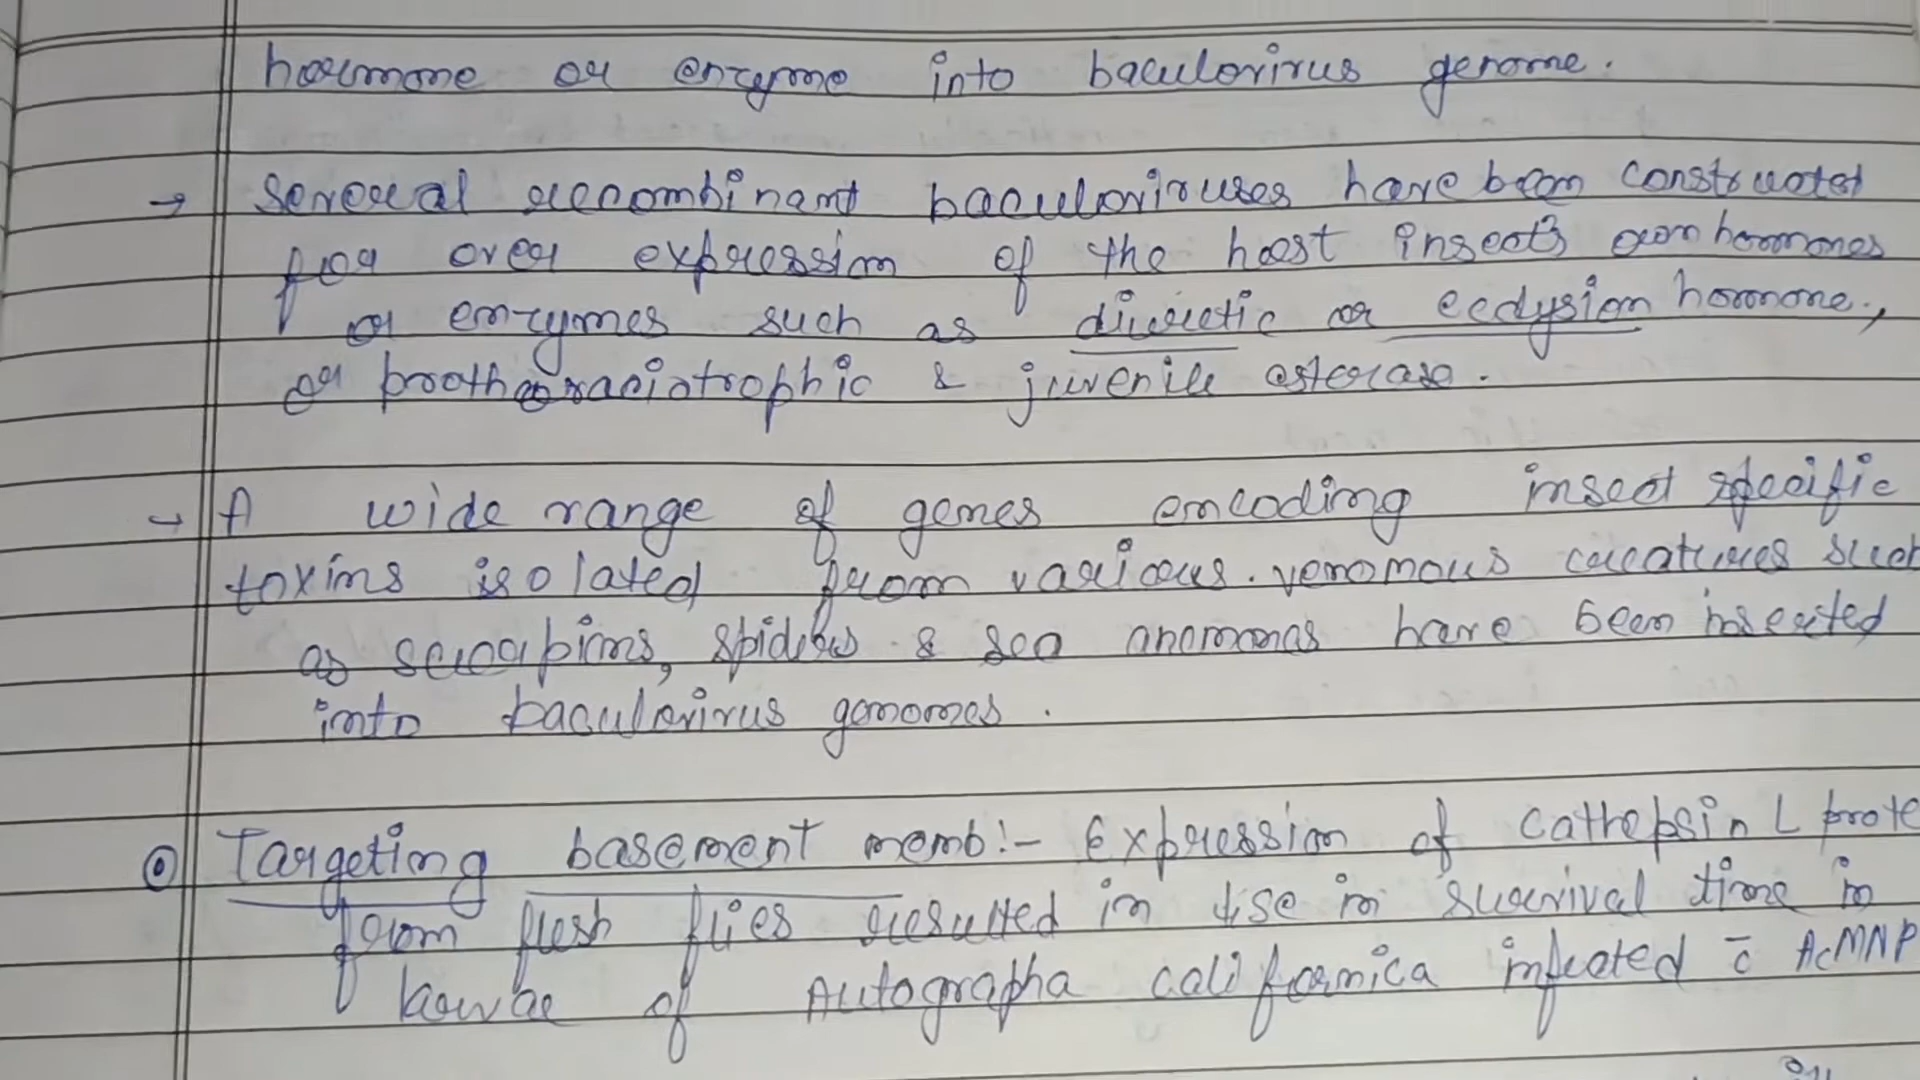 hormone or enzyme into baculovirus genome.
→ Several recombinant baculoviruses have been constructed
for over expression of the host insect's own hormones
or enzymes such as diuretic or ecdysion hormone,
or prothoraciotrophic & juvenile esterase.
→ A wide range of genes encoding insect specific
toxins isolated from various venomous creatures such
as scorpions, spiders & sea anemonas have been inserted
into baculovirus genomes.
Targeting basement memb:- Expression of cathepsin L prote
from flesh flies resulted in ↓se in survival time in
larvae of Autographa californica infected c̄ AcMNP